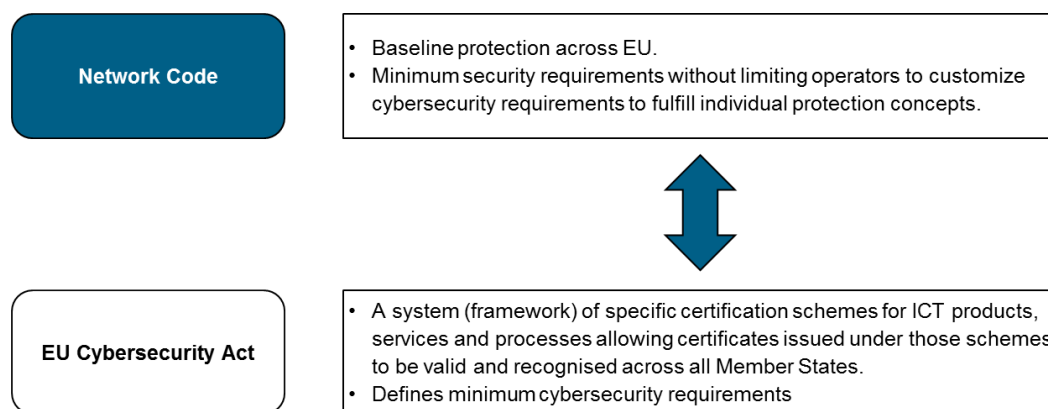 Network Code
• Baseline protection across EU.
• Minimum security requirements without limiting operators to customize
cybersecurity requirements to fulfill individual protection concepts.
EU Cybersecurity Act
• A system (framework) of specific certification schemes for ICT products,
services and processes allowing certificates issued under those schemes
to be valid and recognised across all Member States.
• Defines minimum cybersecurity requirements